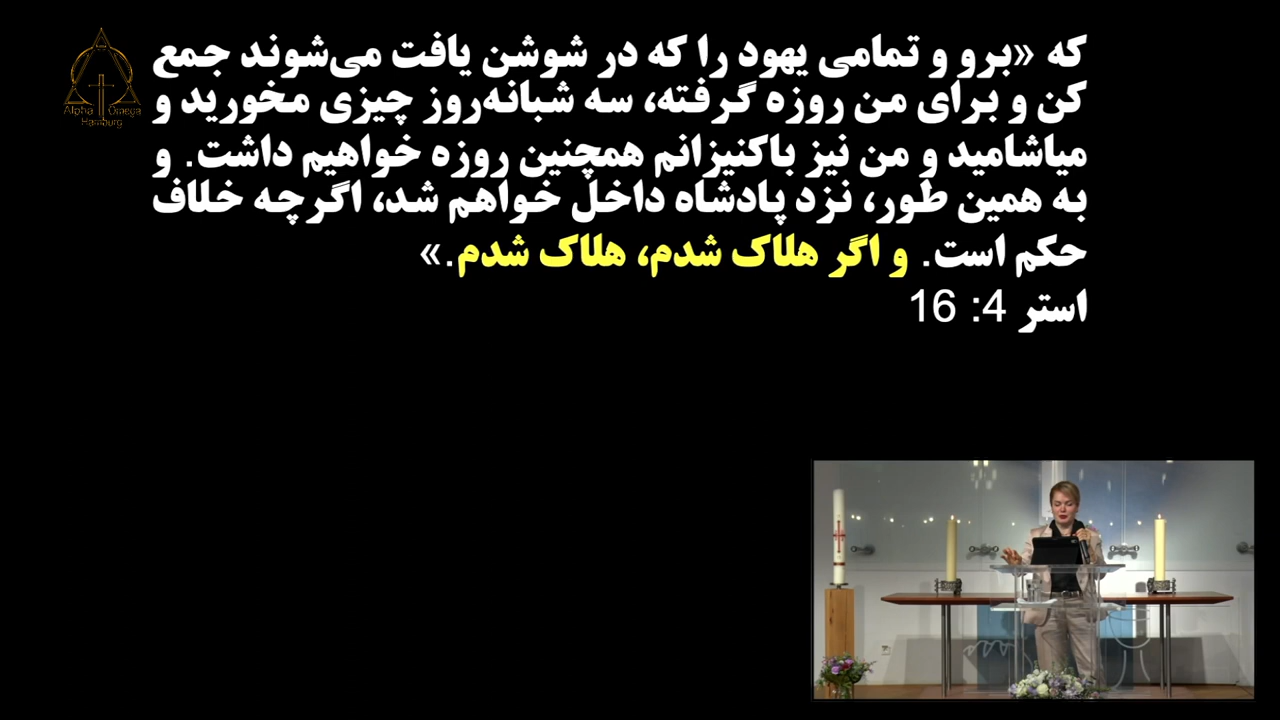 که «برو و تمامی یهود را که در شوشن یافت می‌شوند جمع
کن و برای من روزه گرفته، سه شبانه‌روز چیزی مخورید و
میاشامید و من نیز باکنیزانم همچنین روزه خواهیم داشت. و
به همین طور، نزد پادشاه داخل خواهم شد، اگرچه خلاف
حکم است. و اگر هلاک شدم، هلاک شدم.»
استر 4: 16
Alpha Omega
Hamburg